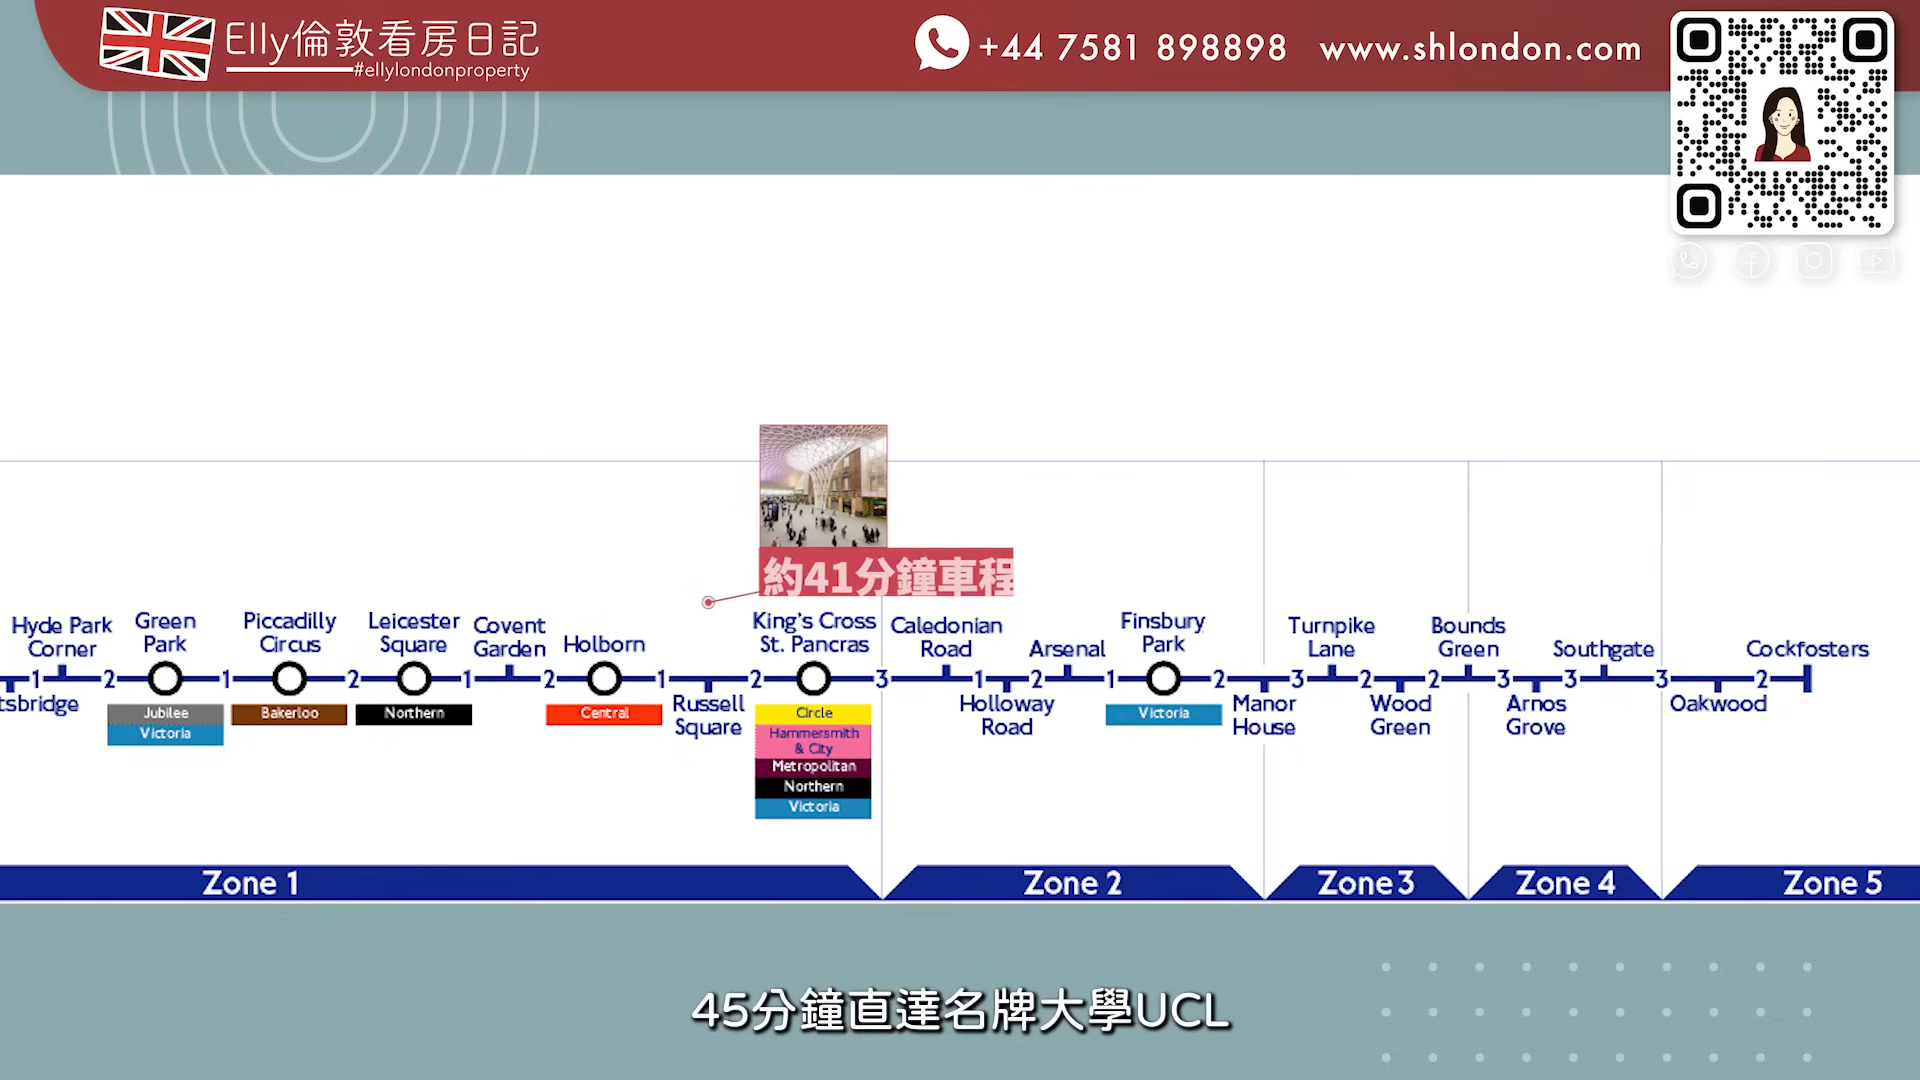 Elly倫敦看房日記
#ellylondonproperty
+44 7581 898898
www.shlondon.com
約41分鐘車程
Hyde Park
Corner
Green
Park
Piccadilly
Circus
Leicester
Square
Covent
Garden
Holborn
King's Cross
St. Pancras
Caledonian
Road
Arsenal
Finsbury
Park
Turnpike
Lane
Bounds
Green
Southgate
Cockfosters
1 2 1 2 1 2 1 2 3 1 2 1 2 3 2 2 3 3 3 2
tsbridge
Russell
Square
Holloway
Road
Manor
House
Wood
Green
Arnos
Grove
Oakwood
Jubilee
Victoria
Bakerloo
Northern
Central
Circle
Hammersmith
& City
Metropolitan
Northern
Victoria
Victoria
Zone 1
Zone 2
Zone 3
Zone 4
Zone 5
45分鐘直達名牌大學UCL